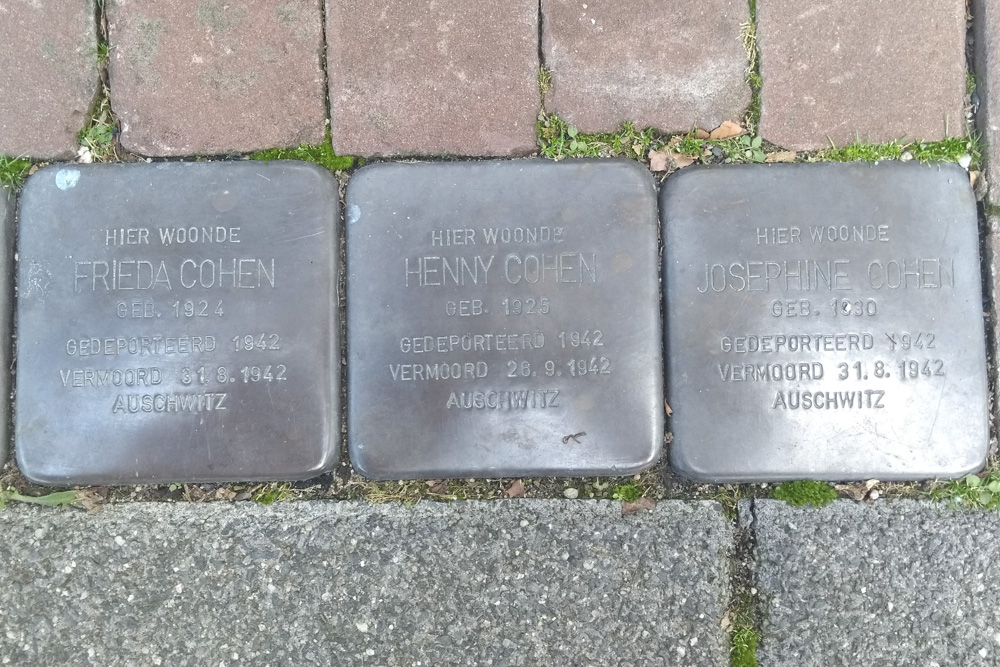 HIER WOONDE
FRIEDA COHEN
GEB. 1924
GEDEPORTEERD 1942
VERMOORD 31.8.1942
AUSCHWITZ
HIER WOONDE
HENNY COHEN
GEB. 1925
GEDEPORTEERD 1942
VERMOORD 26.9.1942
AUSCHWITZ
HIER WOONDE
JOSEPHINE COHEN
GEB. 1930
GEDEPORTEERD 1942
VERMOORD 31.8.1942
AUSCHWITZ